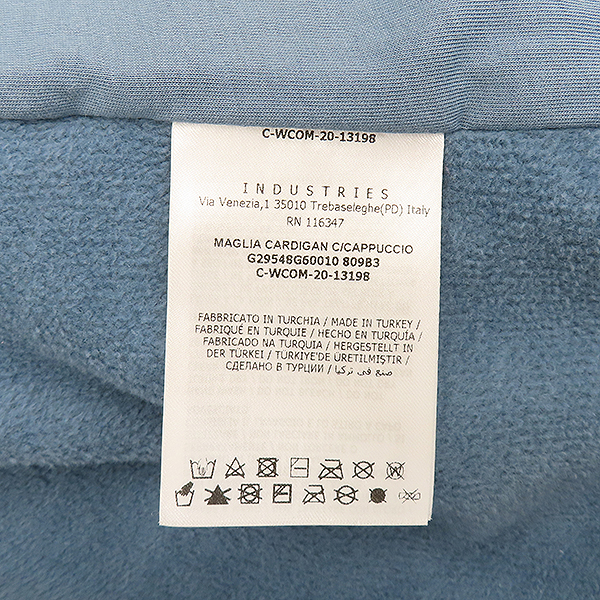 C-WCOM-20-13198
INDUSTRIES
Via Venezia,1 35010 Trebaseleghe(PD) Italy
RN 116347
MAGLIA CARDIGAN C/CAPPUCCIO
G29548G60010 809B3
C-WCOM-20-13198
FABBRICATO IN TURCHIA / MADE IN TURKEY /
FABRIQUÉ EN TURQUIE / HECHO EN TURQUÍA /
FABRICADO NA TURQUIA / HERGESTELLT IN
DER TÜRKEI / TÜRKIYE'DE ÜRETILMIŞTIR /
СДЕЛАНО В ТУРЦИИ / صنع في تركيا